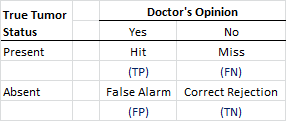 True Tumor Status Doctor's Opinion
Yes No
Present Hit Miss
(TP) (FN)
Absent False Alarm Correct Rejection
(FP) (TN)